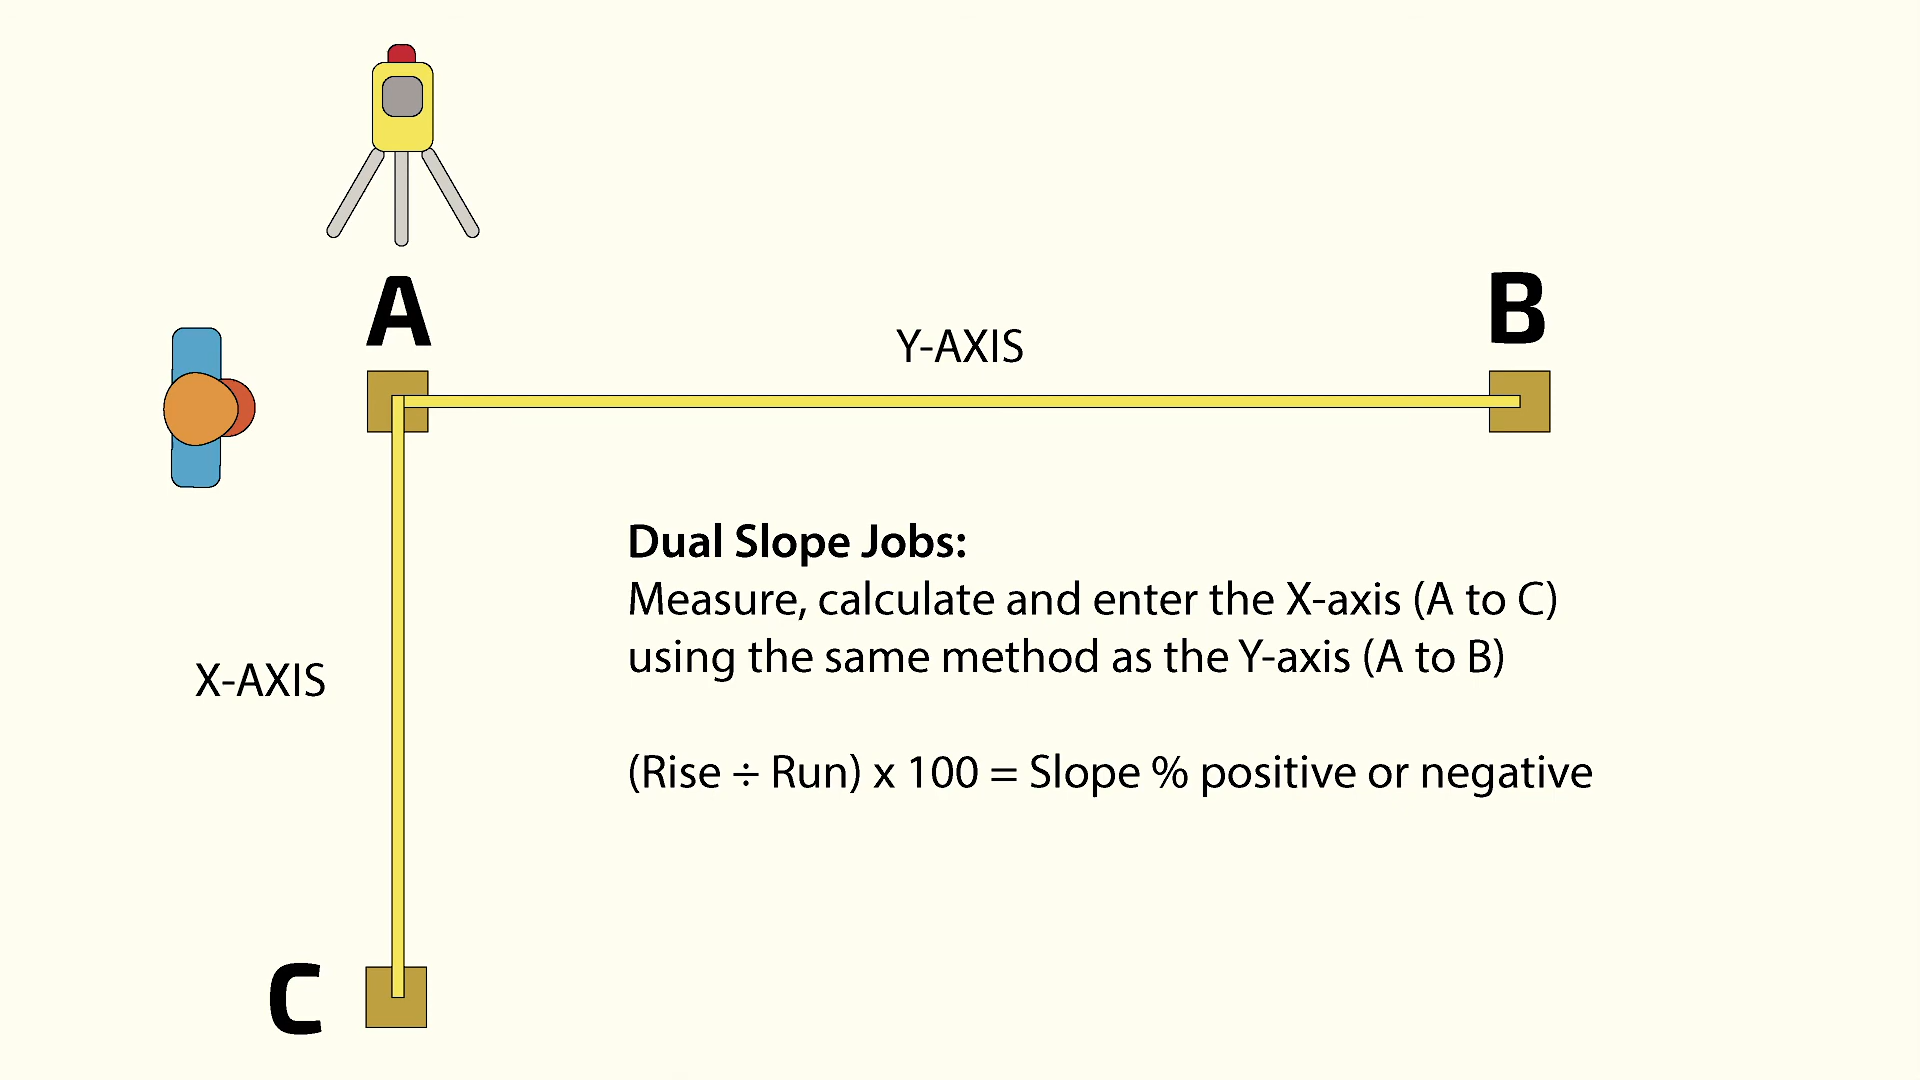 A
B
Y-AXIS
Dual Slope Jobs:
Measure, calculate and enter the X-axis (A to C)
using the same method as the Y-axis (A to B)
X-AXIS
(Rise ÷ Run) x 100 = Slope % positive or negative
C